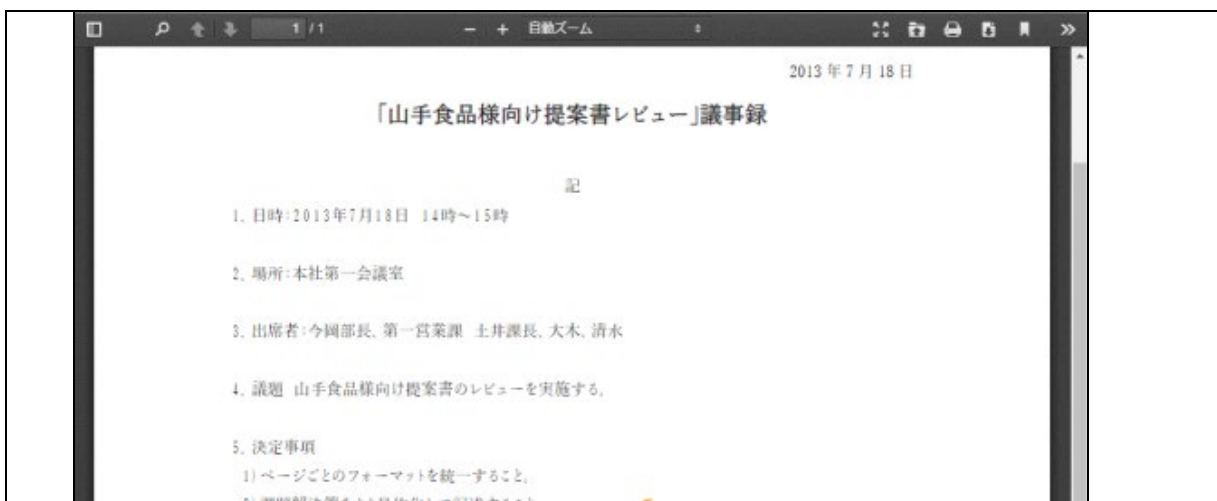 1 / 1
自動ズーム
2013 年 7 月 18 日
「山手食品様向け提案書レビュー」議事録
記
1. 日時:2013年7月18日 14時～15時
2. 場所:本社第一会議室
3. 出席者:今岡部長、第一営業課 土井課長、大木、清水
4. 議題 山手食品様向け提案書のレビューを実施する。
5. 決定事項
1) ページごとのフォーマットを統一すること。